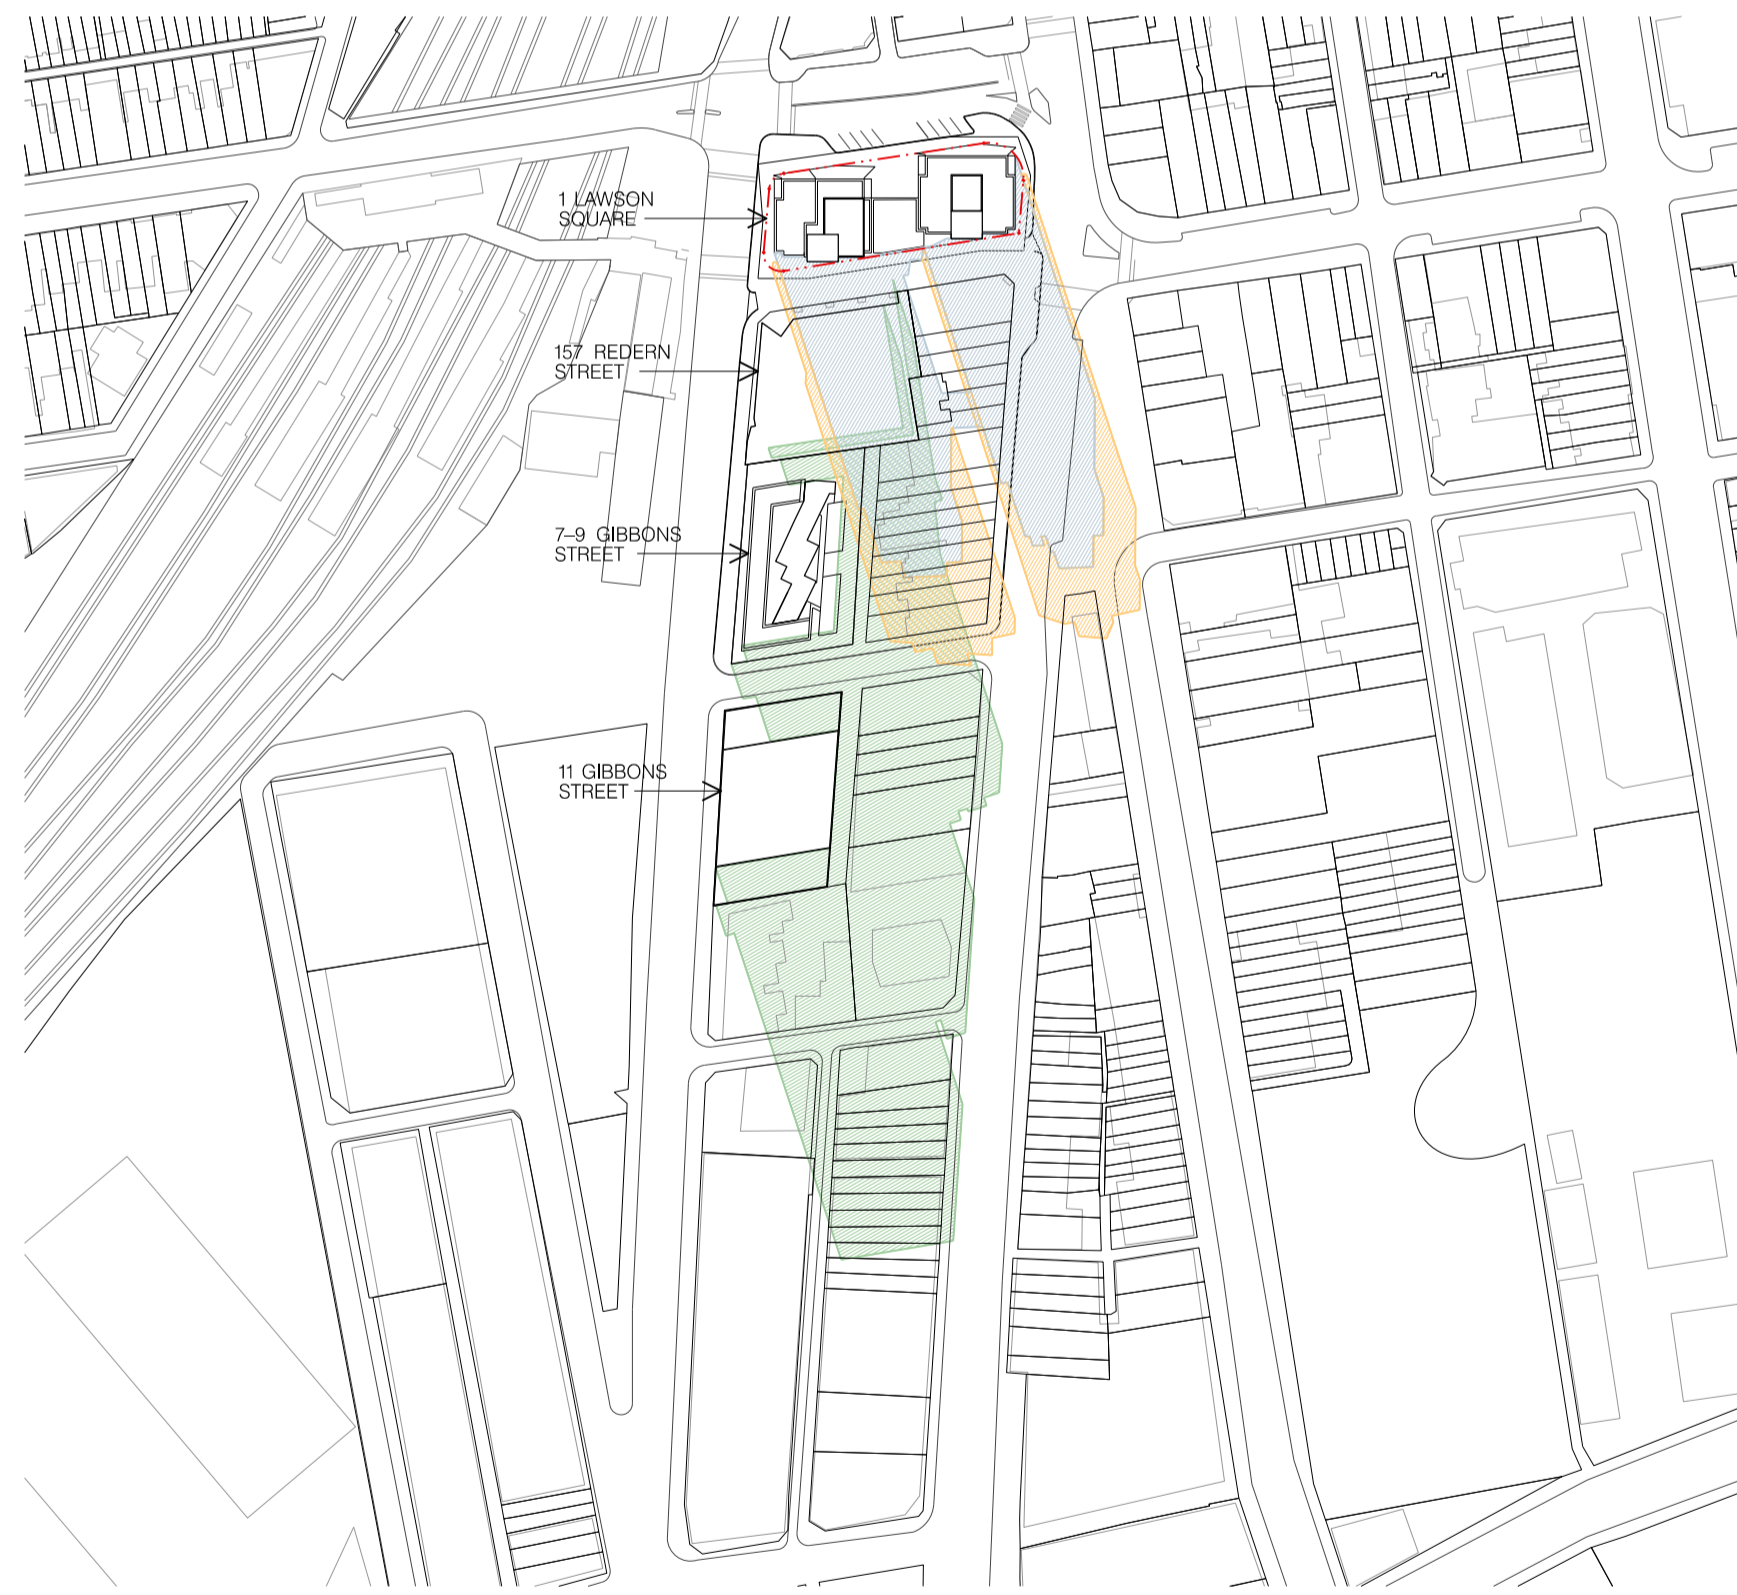 1 LAWSON
SQUARE
157 REDERN
STREET
7–9 GIBBONS
STREET
11 GIBBONS
STREET